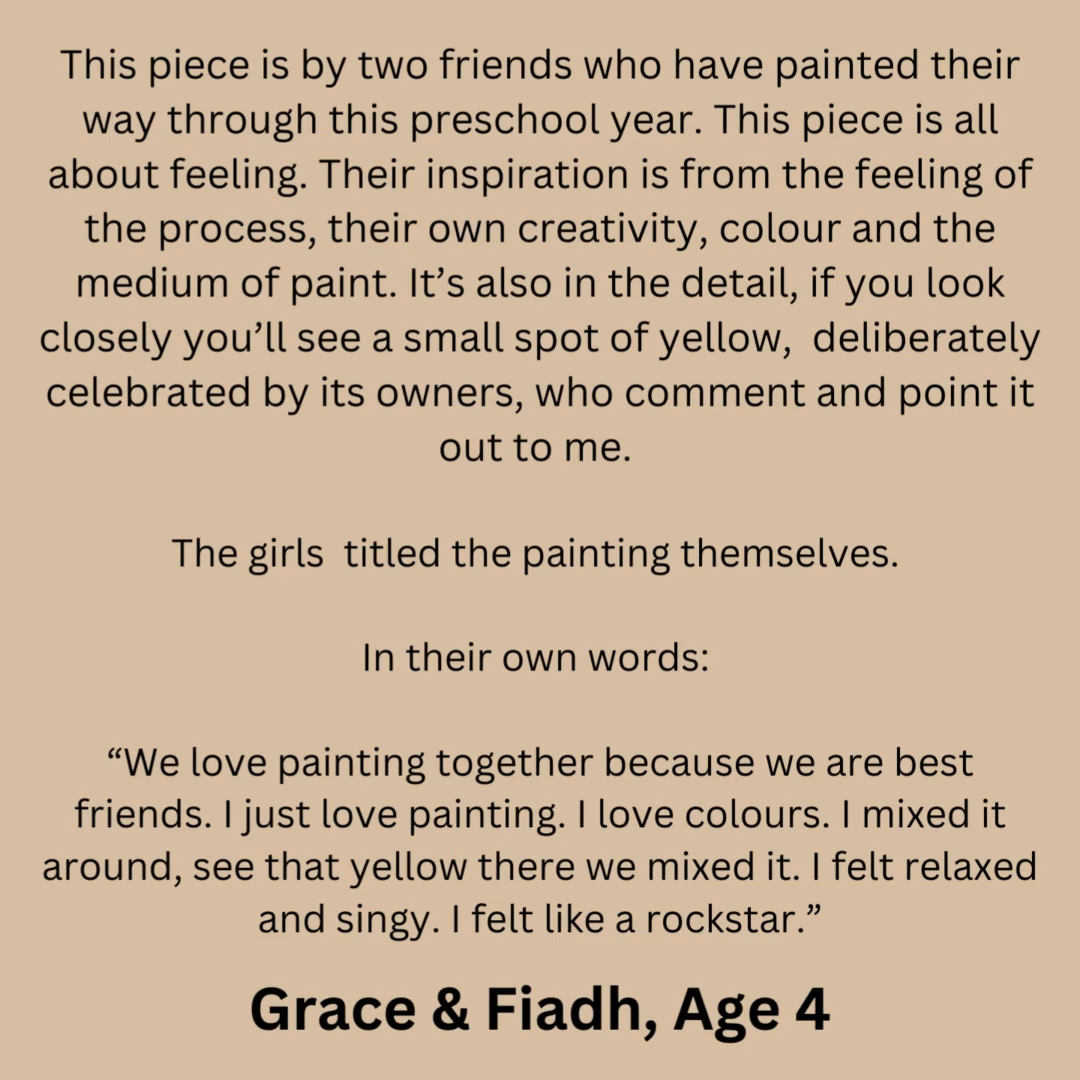 This piece is by two friends who have painted their
way through this preschool year. This piece is all
about feeling. Their inspiration is from the feeling of
the process, their own creativity, colour and the
medium of paint. It’s also in the detail, if you look
closely you’ll see a small spot of yellow,  deliberately
celebrated by its owners, who comment and point it
out to me.
The girls  titled the painting themselves.
In their own words:
“We love painting together because we are best
friends. I just love painting. I love colours. I mixed it
around, see that yellow there we mixed it. I felt relaxed
and singy. I felt like a rockstar.”
Grace & Fiadh, Age 4